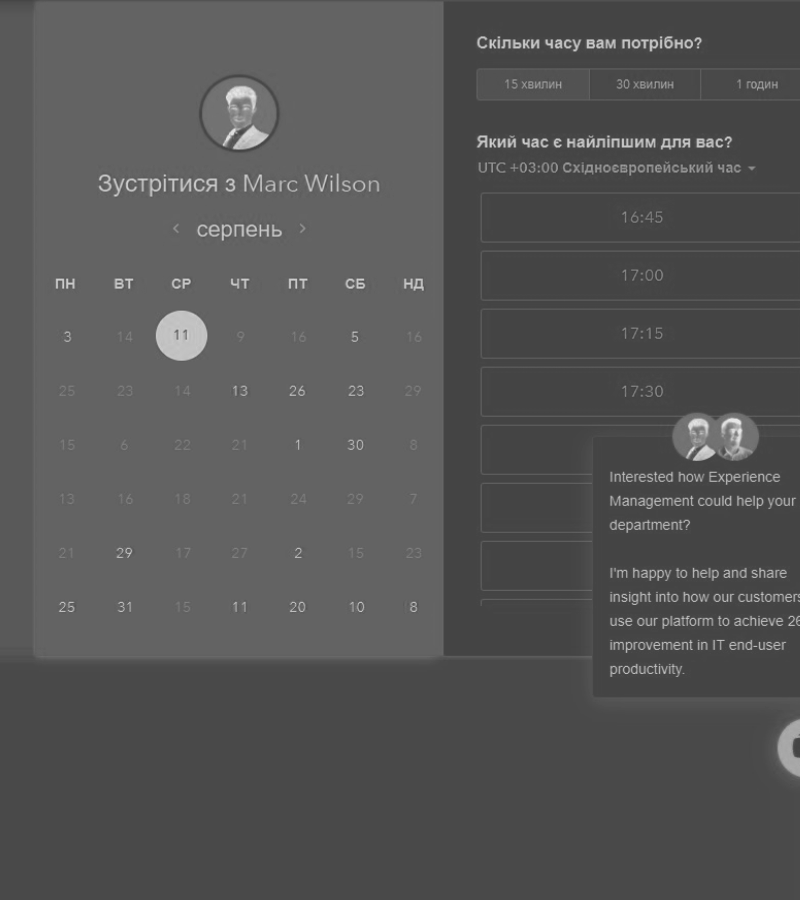 Зустрітися з Marc Wilson
серпень
ПН ВТ СР ЧТ ПТ СБ НД
3 14 11 9 16 5 16
25 23 14 13 26 23 29
15 6 22 21 1 30 8
13 16 18 21 24 29 7
21 29 17 27 2 15 23
25 31 15 11 20 10 8
Скільки часу вам потрібно?
15 хвилин 30 хвилин 1 годин
Який час є найліпшим для вас?
UTC +03:00 Східноєвропейський час
16:45
17:00
17:15
17:30
Interested how Experience
Management could help your
department?
I'm happy to help and share
insight into how our customers
use our platform to achieve 26
improvement in IT end-user
productivity.